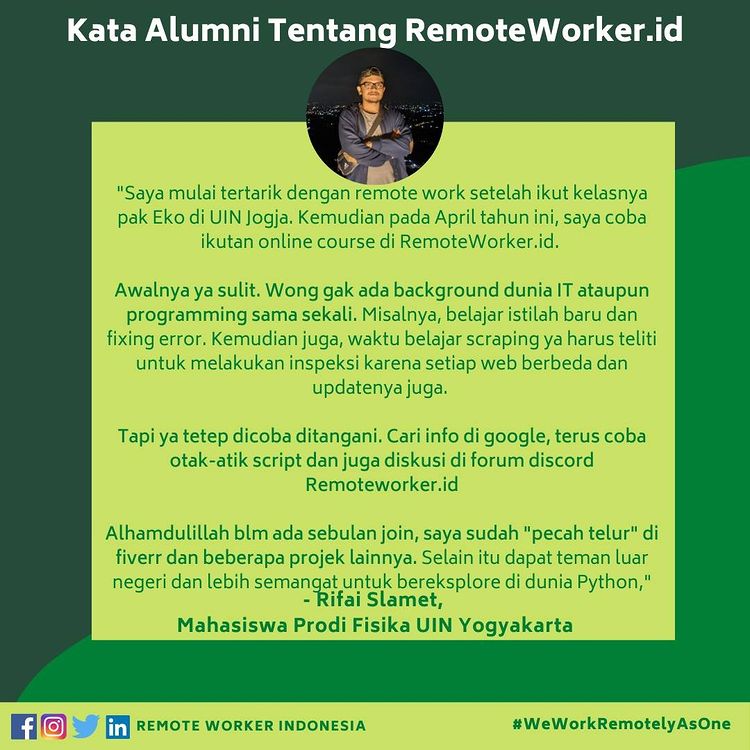 Kata Alumni Tentang RemoteWorker.id
"Saya mulai tertarik dengan remote work setelah ikut kelasnya
pak Eko di UIN Jogja. Kemudian pada April tahun ini, saya coba
ikutan online course di RemoteWorker.id.
Awalnya ya sulit. Wong gak ada background dunia IT ataupun
programming sama sekali. Misalnya, belajar istilah baru dan
fixing error. Kemudian juga, waktu belajar scraping ya harus teliti
untuk melakukan inspeksi karena setiap web berbeda dan
updatenya juga.
Tapi ya tetep dicoba ditangani. Cari info di google, terus coba
otak-atik script dan juga diskusi di forum discord
Remoteworker.id
Alhamdulillah blm ada sebulan join, saya sudah "pecah telur" di
fiverr dan beberapa projek lainnya. Selain itu dapat teman luar
negeri dan lebih semangat untuk bereksplore di dunia Python,"
- Rifai Slamet,
Mahasiswa Prodi Fisika UIN Yogyakarta
REMOTE WORKER INDONESIA
#WeWorkRemotelyAsOne